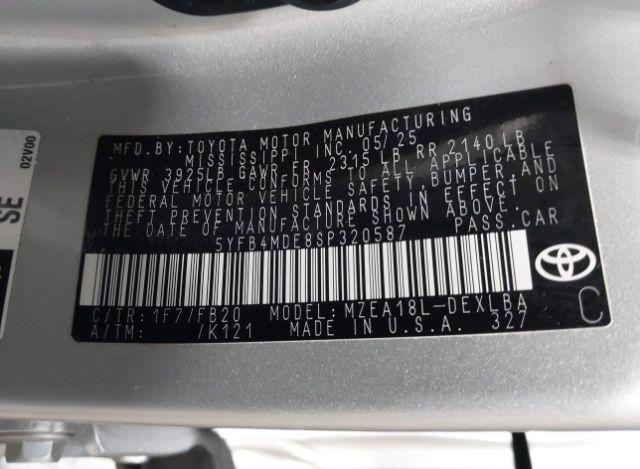 MFD.BY:TOYOTA MOTOR MANUFACTURING
MISSISSIPPI INC. 05/25
GVWR 3925LB GAWR FR 2315 LB RR 2140 LB
THIS VEHICLE CONFORMS TO ALL APPLICABLE
FEDERAL MOTOR VEHICLE SAFETY,BUMPER,AND
THEFT PREVENTION STANDARDS IN EFFECT ON
THE DATE OF MANUFACTURE SHOWN ABOVE.
5YFB4MDE8SP320587 PASS.CAR
C/TR: 1F7/FB20 MODEL: MZEA18L-DEXLBA
A/TM: /K121 MADE IN U.S.A. 327
C
02V00
SE